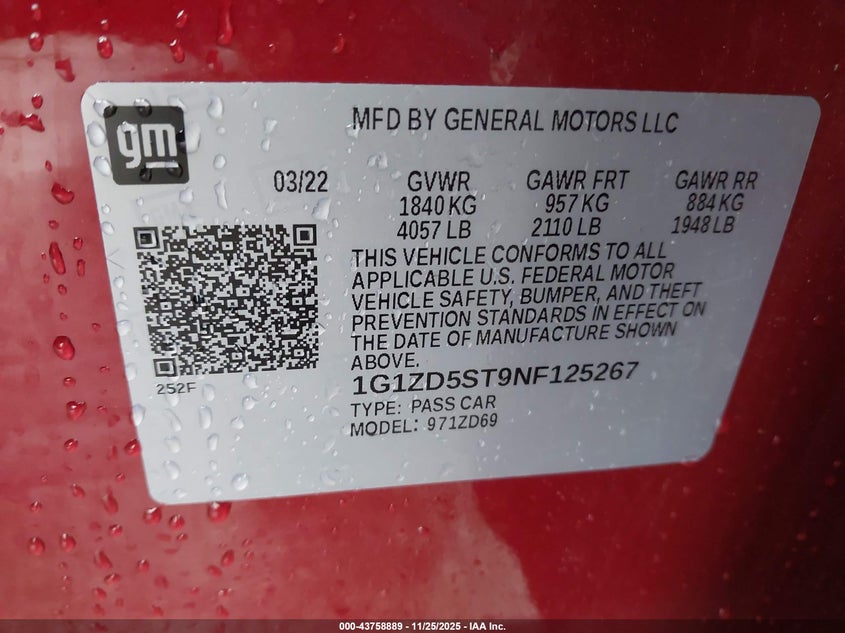 gm
MFD BY GENERAL MOTORS LLC
03/22 GVWR GAWR FRT GAWR RR
1840 KG 957 KG 884 KG
4057 LB 2110 LB 1948 LB
THIS VEHICLE CONFORMS TO ALL
APPLICABLE U.S. FEDERAL MOTOR
VEHICLE SAFETY, BUMPER, AND THEFT
PREVENTION STANDARDS IN EFFECT ON
THE DATE OF MANUFACTURE SHOWN
ABOVE.
252F
1G1ZD5ST9NF125267
TYPE: PASS CAR
MODEL: 971ZD69
000-43758889 - 11/25/2025 - IAA Inc.